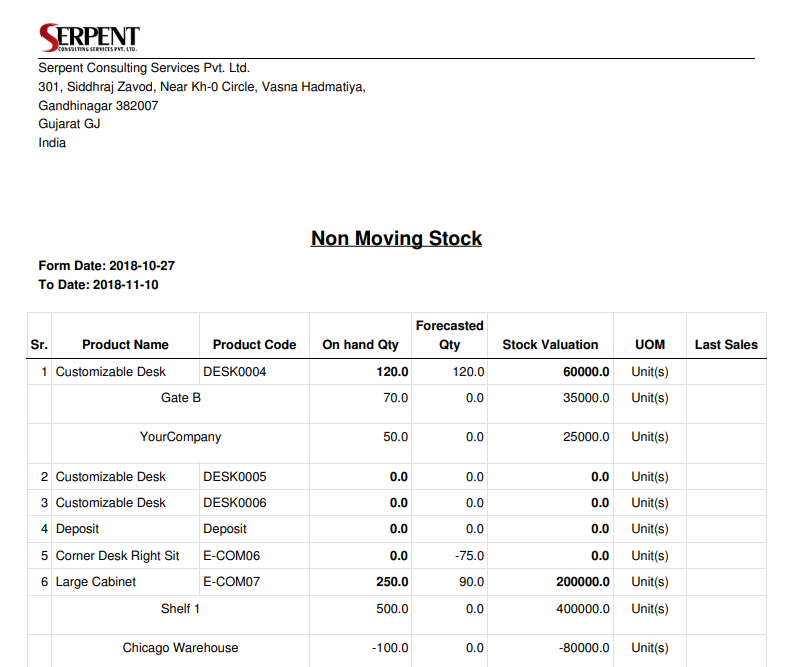 SERPENT
CONSULTING SERVICES PVT. LTD.
Serpent Consulting Services Pvt. Ltd.
301, Siddhraj Zavod, Near Kh-0 Circle, Vasna Hadmatiya,
Gandhinagar 382007
Gujarat GJ
India
Non Moving Stock
Form Date: 2018-10-27
To Date: 2018-11-10
Sr. Product Name Product Code On hand Qty Forecasted Qty Stock Valuation UOM Last Sales
1 Customizable Desk DESK0004 120.0 120.0 60000.0 Unit(s)
Gate B 70.0 0.0 35000.0 Unit(s)
YourCompany 50.0 0.0 25000.0 Unit(s)
2 Customizable Desk DESK0005 0.0 0.0 0.0 Unit(s)
3 Customizable Desk DESK0006 0.0 0.0 0.0 Unit(s)
4 Deposit Deposit 0.0 0.0 0.0 Unit(s)
5 Corner Desk Right Sit E-COM06 0.0 -75.0 0.0 Unit(s)
6 Large Cabinet E-COM07 250.0 90.0 200000.0 Unit(s)
Shelf 1 500.0 0.0 400000.0 Unit(s)
Chicago Warehouse -100.0 0.0 -80000.0 Unit(s)